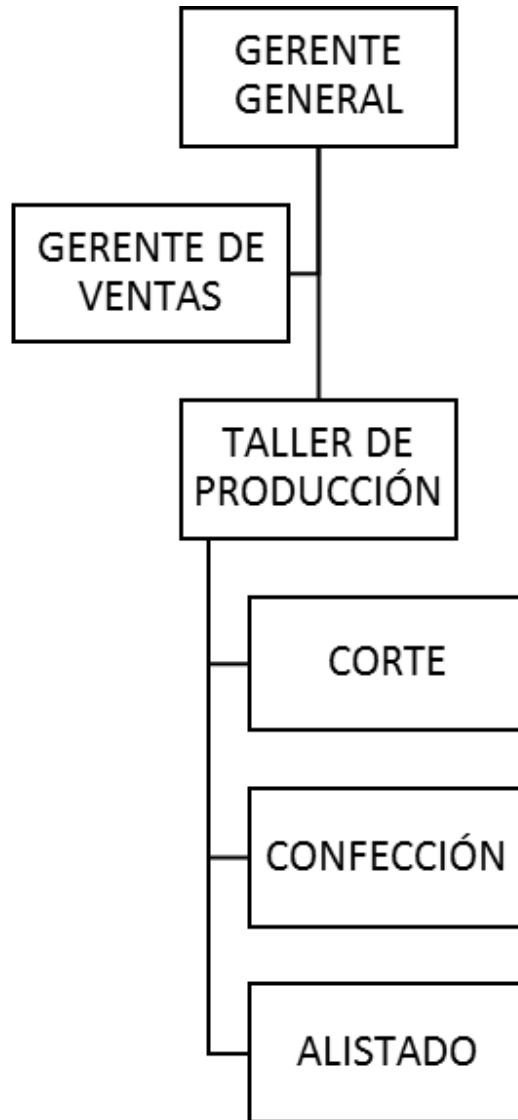 GERENTE
GENERAL
GERENTE DE
VENTAS
TALLER DE
PRODUCCIÓN
CORTE
CONFECCIÓN
ALISTADO